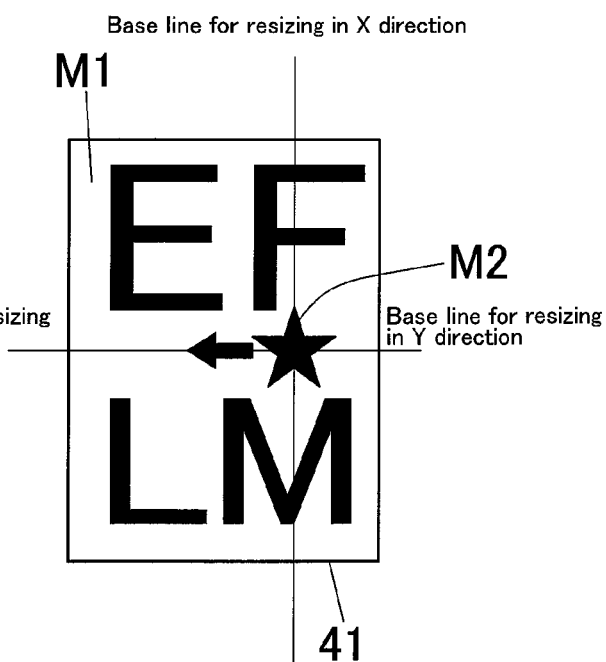 Base line for resizing in X direction
M1
EF
M2
sizing
Base line for resizing
in Y direction
LM
41